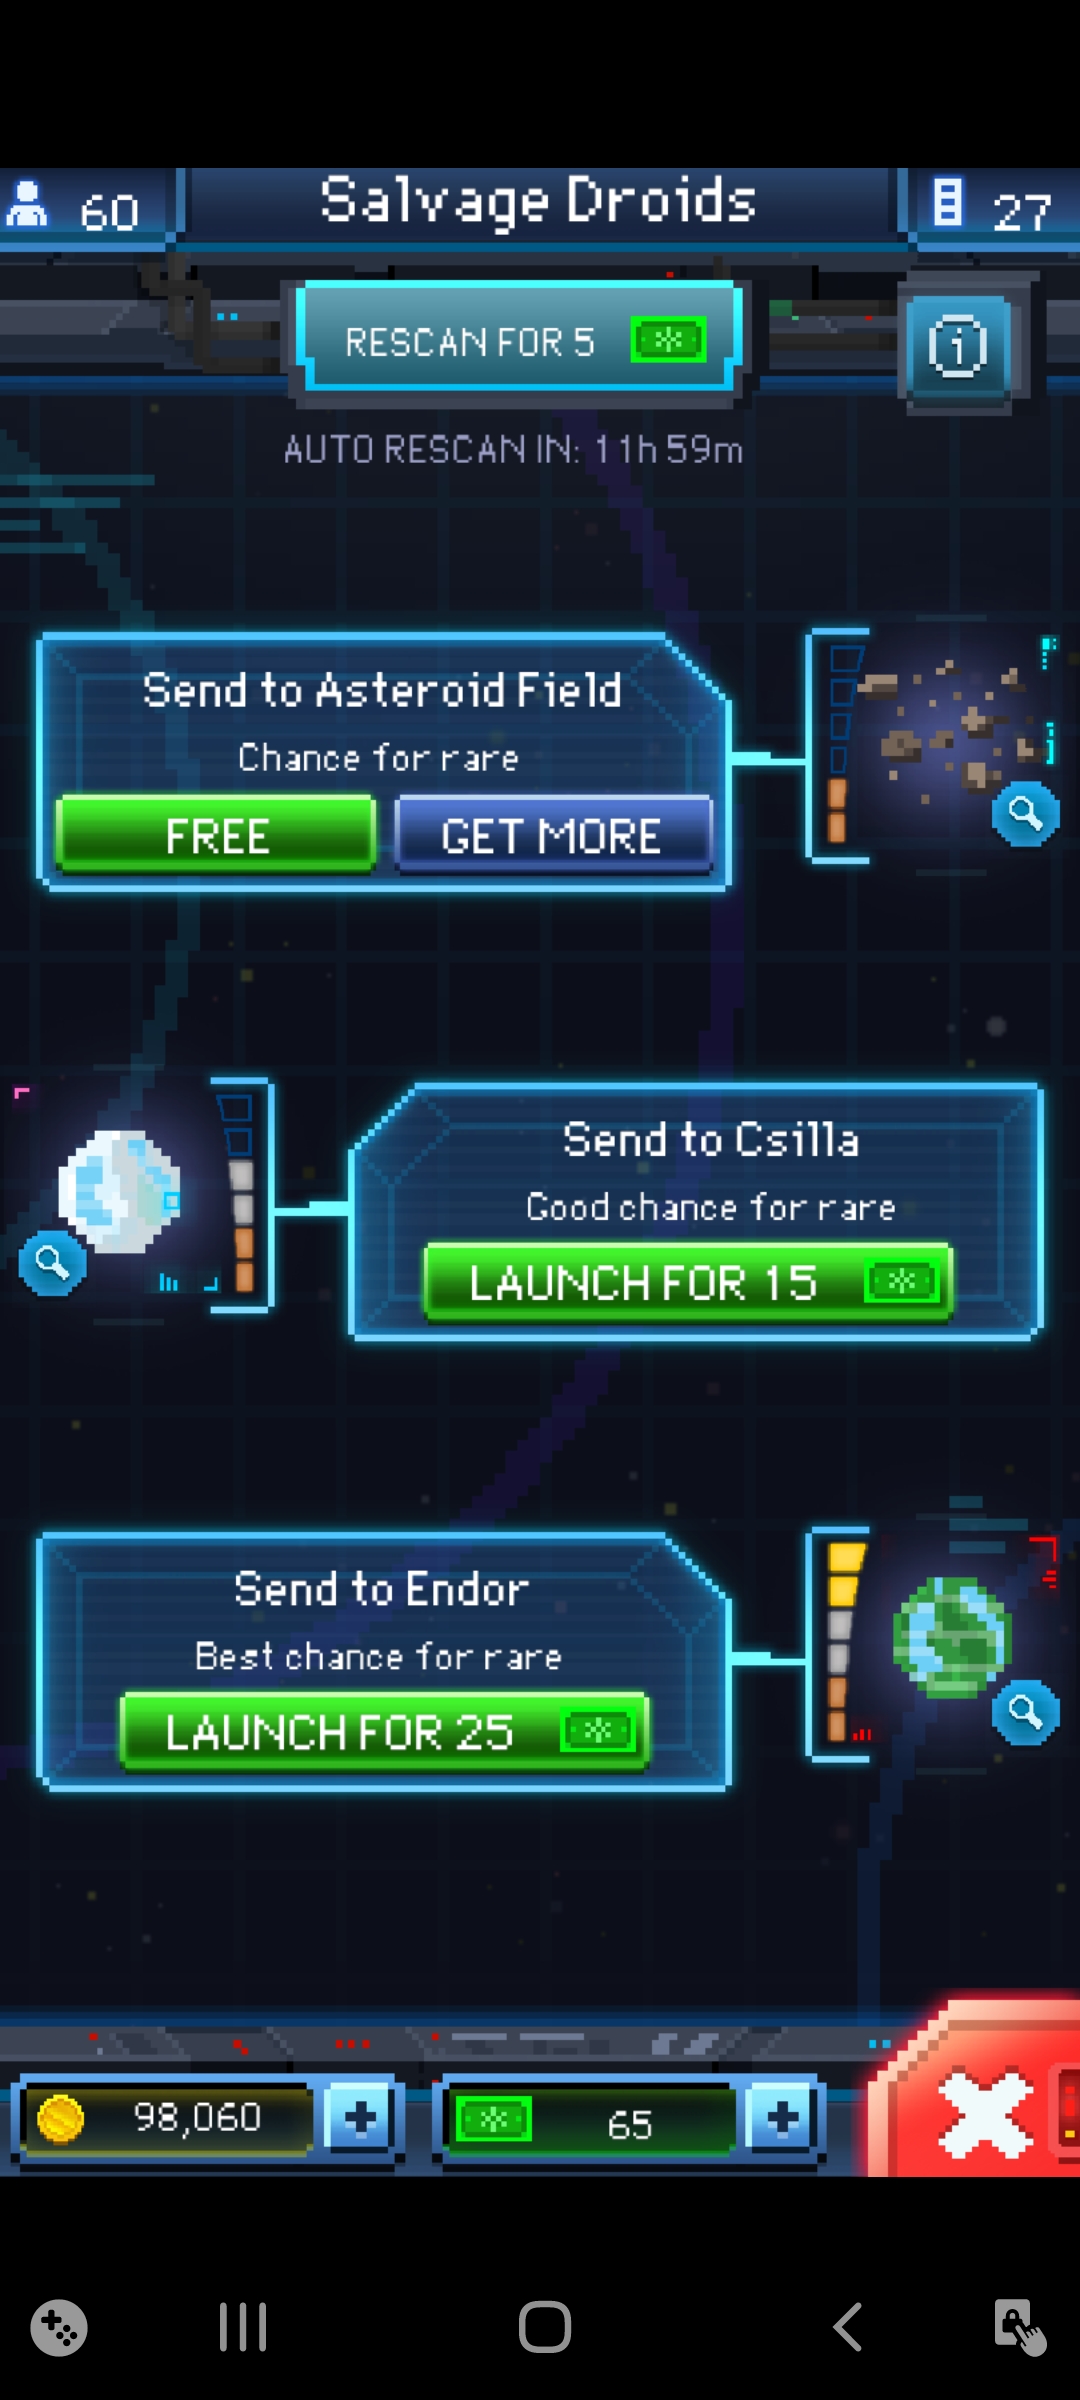 60
Salvage Droids
27
RESCAN FOR 5
AUTO RESCAN IN: 11h 59m
Send to Asteroid Field
Chance for rare
FREE
GET MORE
Send to Csilla
Good chance for rare
LAUNCH FOR 15
Send to Endor
Best chance for rare
LAUNCH FOR 25
98,060
65